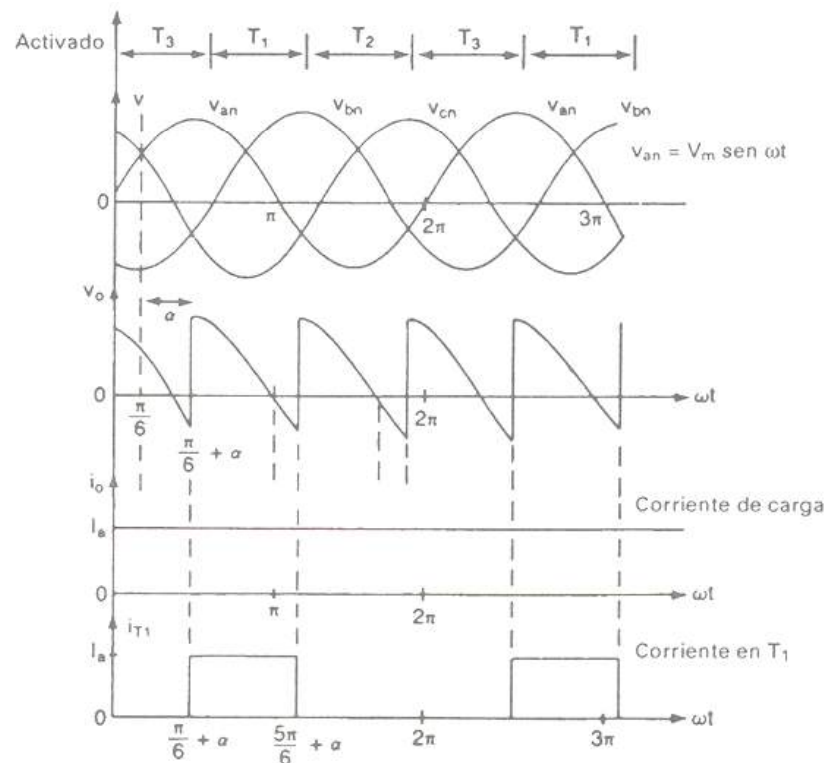 Activado
T3 T1 T2 T3 T1
v van vbn vcn van vbn
van = Vm sen ωt
0 π 2π 3π
vo
α
0 2π ωt
π/6
π/6 + α
io
Corriente de carga
Ia
0 π 2π ωt
iT1
Ia
Corriente en T1
0 π/6 + α 5π/6 + α 2π 3π ωt